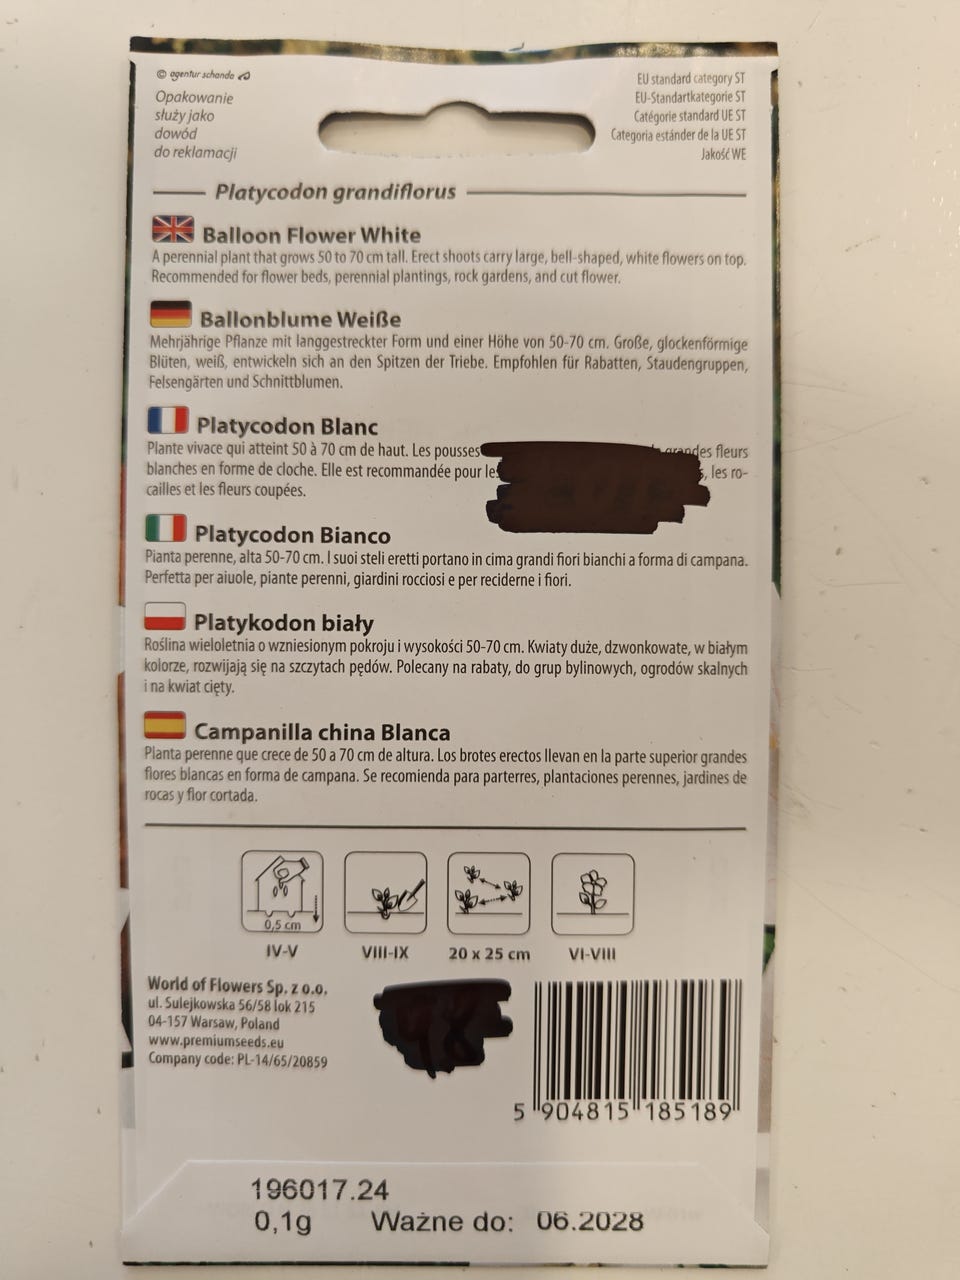 © agentur schande
Opakowanie
służy jako
dowód
do reklamacji
EU standard category ST
EU-Standartkategorie ST
Catégorie standard UE ST
Categoria estánder de la UE ST
Jakość WE
Platycodon grandiflorus
Balloon Flower White
A perennial plant that grows 50 to 70 cm tall. Erect shoots carry large, bell-shaped, white flowers on top.
Recommended for flower beds, perennial plantings, rock gardens, and cut flower.
Ballonblume Weiße
Mehrjährige Pflanze mit langgestreckter Form und einer Höhe von 50-70 cm. Große, glockenförmige
Blüten, weiß, entwickeln sich an den Spitzen der Triebe. Empfohlen für Rabatten, Staudengruppen,
Felsengärten und Schnittblumen.
Platycodon Blanc
Plante vivace qui atteint 50 à 70 cm de haut. Les pousses grandes fleurs
blanches en forme de cloche. Elle est recommandée pour les , les ro-
cailles et les fleurs coupées.
Platycodon Bianco
Pianta perenne, alta 50-70 cm. I suoi steli eretti portano in cima grandi fiori bianchi a forma di campana.
Perfetta per aiuole, piante perenni, giardini rocciosi e per reciderne i fiori.
Platykodon biały
Roślina wieloletnia o wzniesionym pokroju i wysokości 50-70 cm. Kwiaty duże, dzwonkowate, w białym
kolorze, rozwijają się na szczytach pędów. Polecany na rabaty, do grup bylinowych, ogrodów skalnych
i na kwiat cięty.
Campanilla china Blanca
Planta perenne que crece de 50 a 70 cm de altura. Los brotes erectos llevan en la parte superior grandes
flores blancas en forma de campana. Se recomienda para parterres, plantaciones perennes, jardines de
rocas y flor cortada.
0,5 cm
IV-V
VIII-IX
20 x 25 cm
VI-VIII
World of Flowers Sp. z o.o.
ul. Sulejkowska 56/58 lok 215
04-157 Warsaw, Poland
www.premiumseeds.eu
Company code: PL-14/65/20859
5 904815 185189
196017.24
0,1g Ważne do: 06.2028